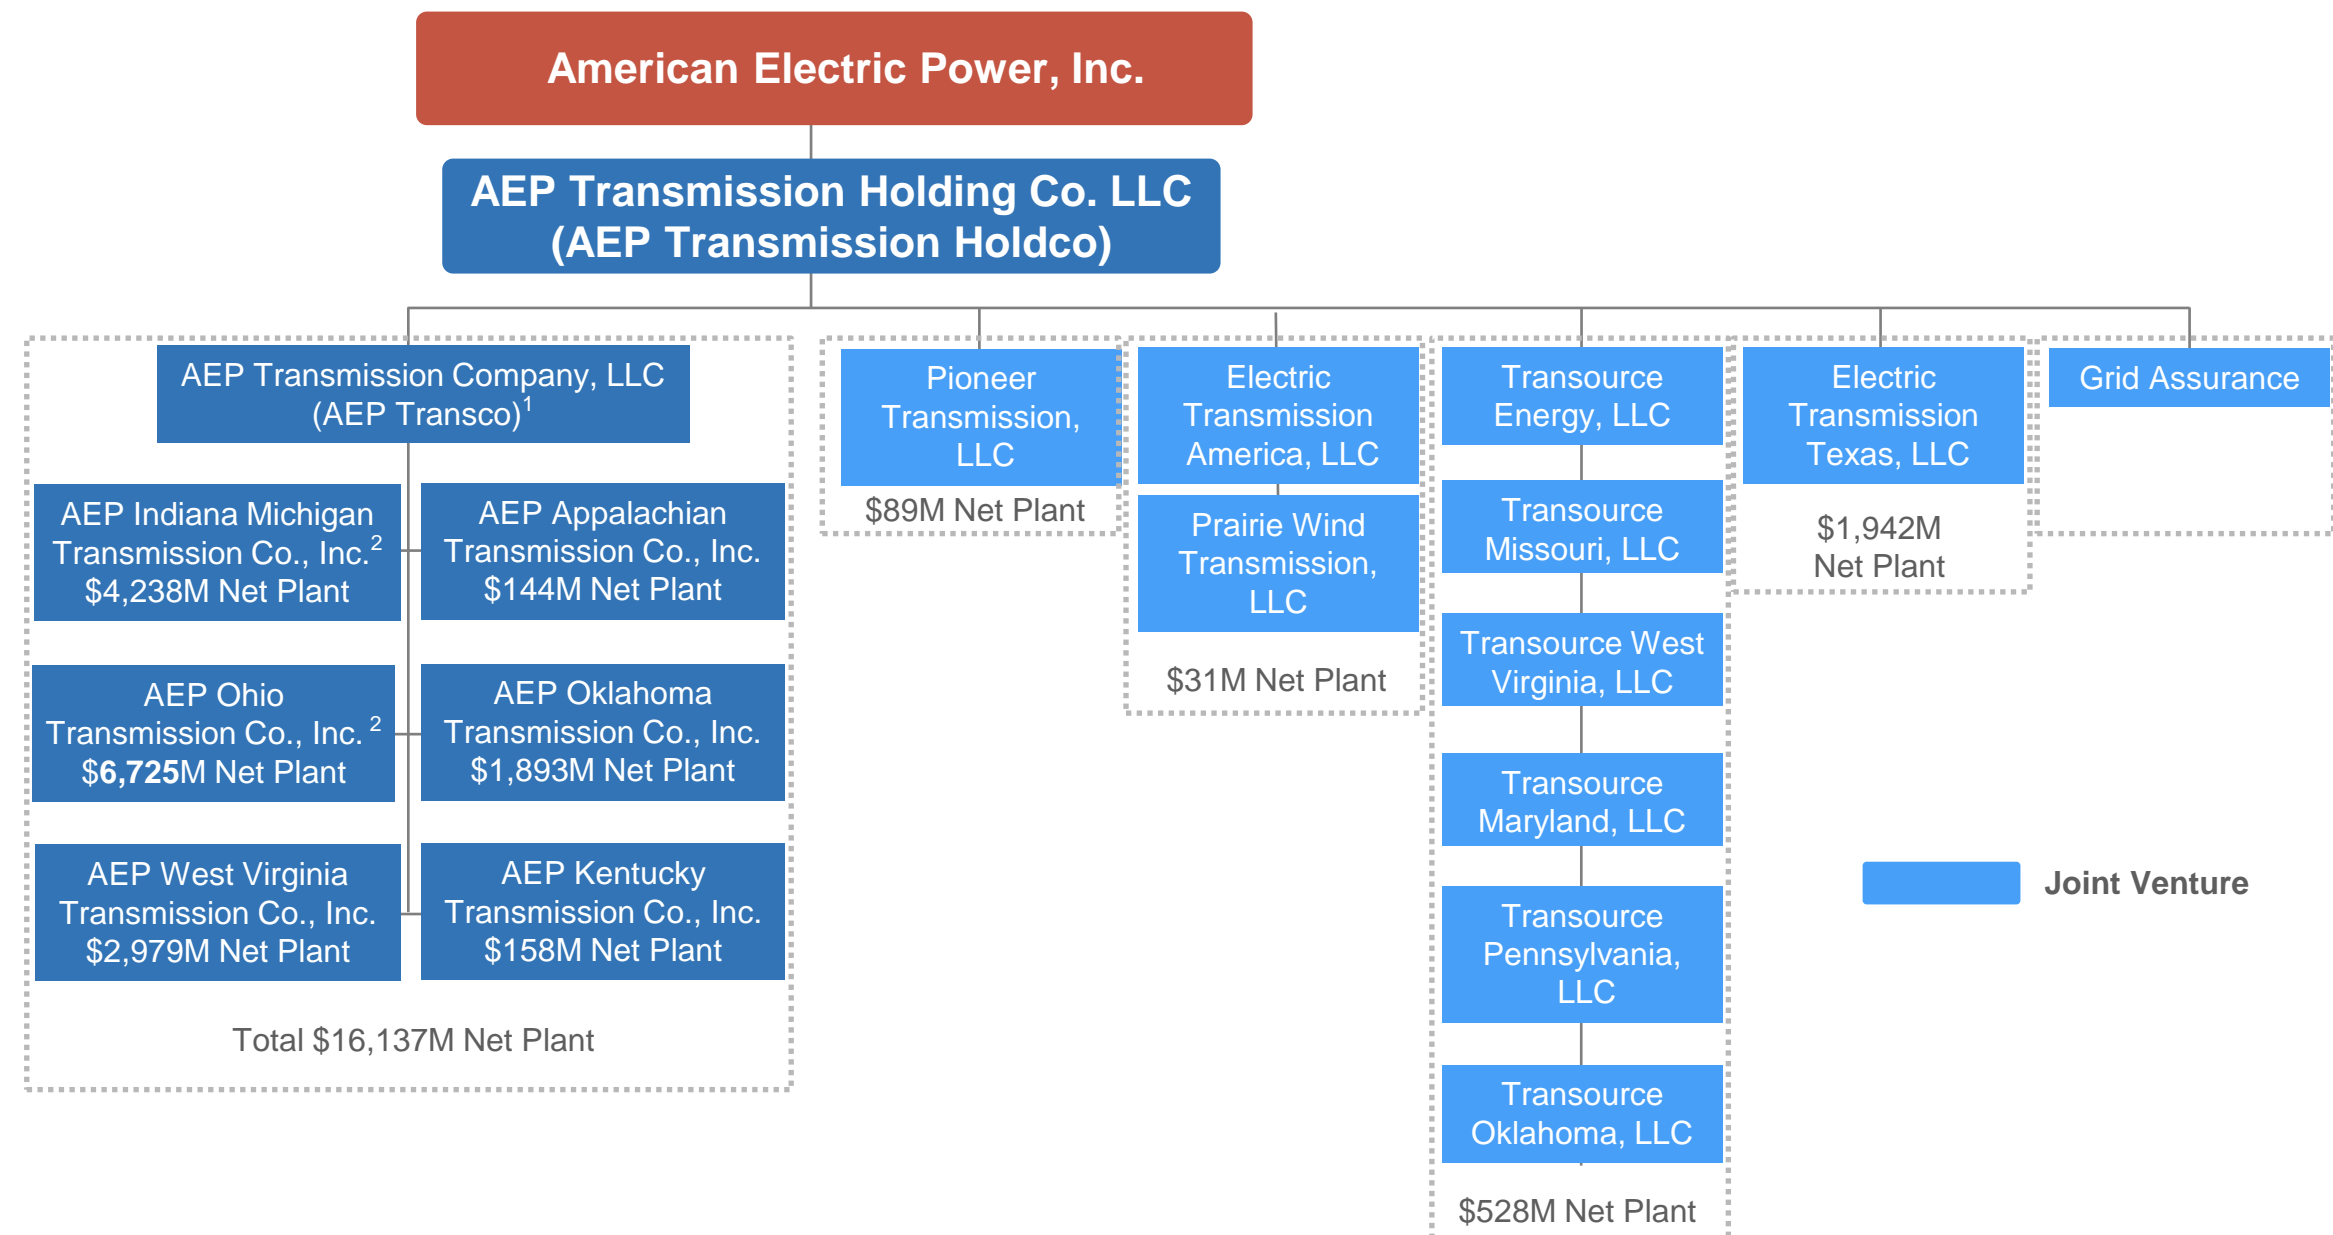 American Electric Power, Inc.
AEP Transmission Holding Co. LLC
(AEP Transmission Holdco)
AEP Transmission Company, LLC
(AEP Transco)1
AEP Indiana Michigan
Transmission Co., Inc.2
$4,238M Net Plant
AEP Appalachian
Transmission Co., Inc.
$144M Net Plant
AEP Ohio
Transmission Co., Inc. 2
$6,725M Net Plant
AEP Oklahoma
Transmission Co., Inc.
$1,893M Net Plant
AEP West Virginia
Transmission Co., Inc.
$2,979M Net Plant
AEP Kentucky
Transmission Co., Inc.
$158M Net Plant
Total $16,137M Net Plant
Pioneer
Transmission,
LLC
$89M Net Plant
Electric
Transmission
America, LLC
Prairie Wind
Transmission,
LLC
$31M Net Plant
Transource
Energy, LLC
Transource
Missouri, LLC
Transource West
Virginia, LLC
Transource
Maryland, LLC
Transource
Pennsylvania,
LLC
Transource
Oklahoma, LLC
$528M Net Plant
Electric
Transmission
Texas, LLC
$1,942M
Net Plant
Grid Assurance
Joint Venture